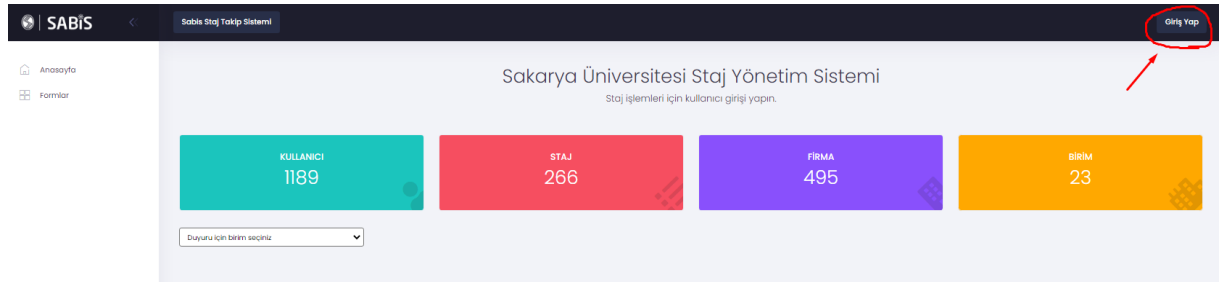 SABİS
Sabis Staj Takip Sistemi
Giriş Yap
Anasayfa
Formlar
Sakarya Üniversitesi Staj Yönetim Sistemi
Staj işlemleri için kullanıcı girişi yapın.
KULLANICI
1189
STAJ
266
FİRMA
495
BİRİM
23
Duyuru için birim seçiniz